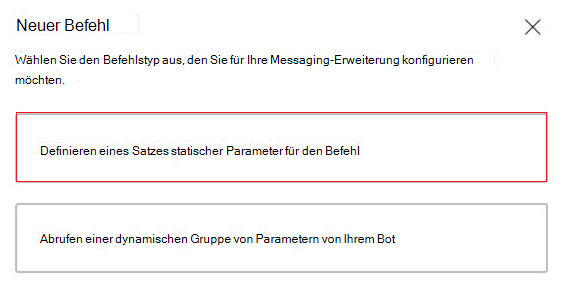 Neuer Befehl
Wählen Sie den Befehlstyp aus, den Sie für Ihre Messaging-Erweiterung konfigurieren
möchten.
Definieren eines Satzes statischer Parameter für den Befehl
Abrufen einer dynamischen Gruppe von Parametern von Ihrem Bot